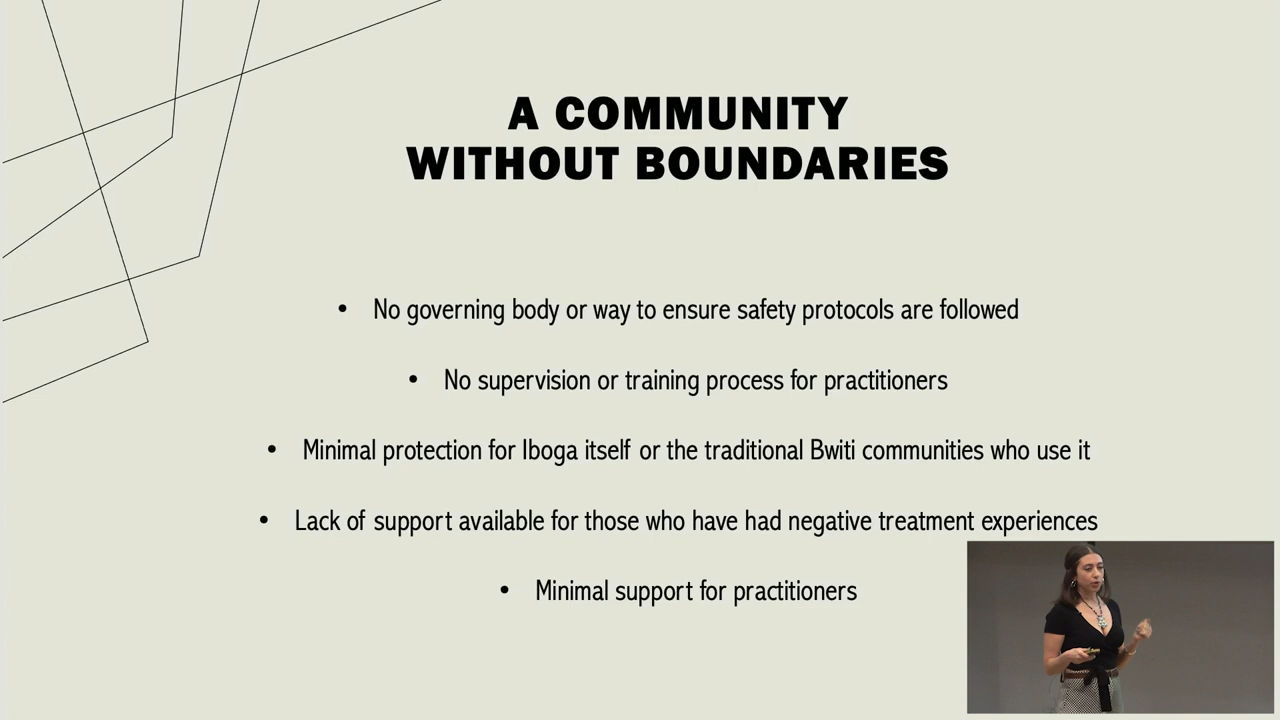 A COMMUNITY
WITHOUT BOUNDARIES
• No governing body or way to ensure safety protocols are followed
• No supervision or training process for practitioners
• Minimal protection for Iboga itself or the traditional Bwiti communities who use it
• Lack of support available for those who have had negative treatment experiences
• Minimal support for practitioners